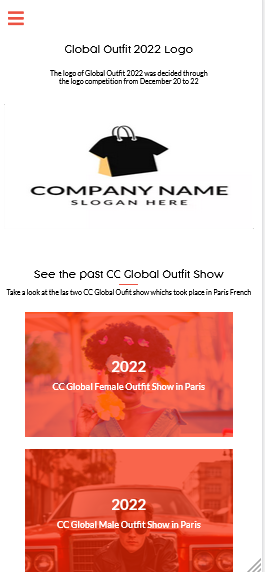 Global Outfit 2022 Logo
The logo of Global Outfit 2022 was decided through
the logo competition from December 20 to 22
COMPANY NAME
SLOGAN HERE
See the past CC Global Outfit Show
Take a look at the las two CC Global Outfit show whichs took place in Paris French
2022
CC Global Female Outfit Show in Paris
2022
CC Global Male Outfit Show in Paris